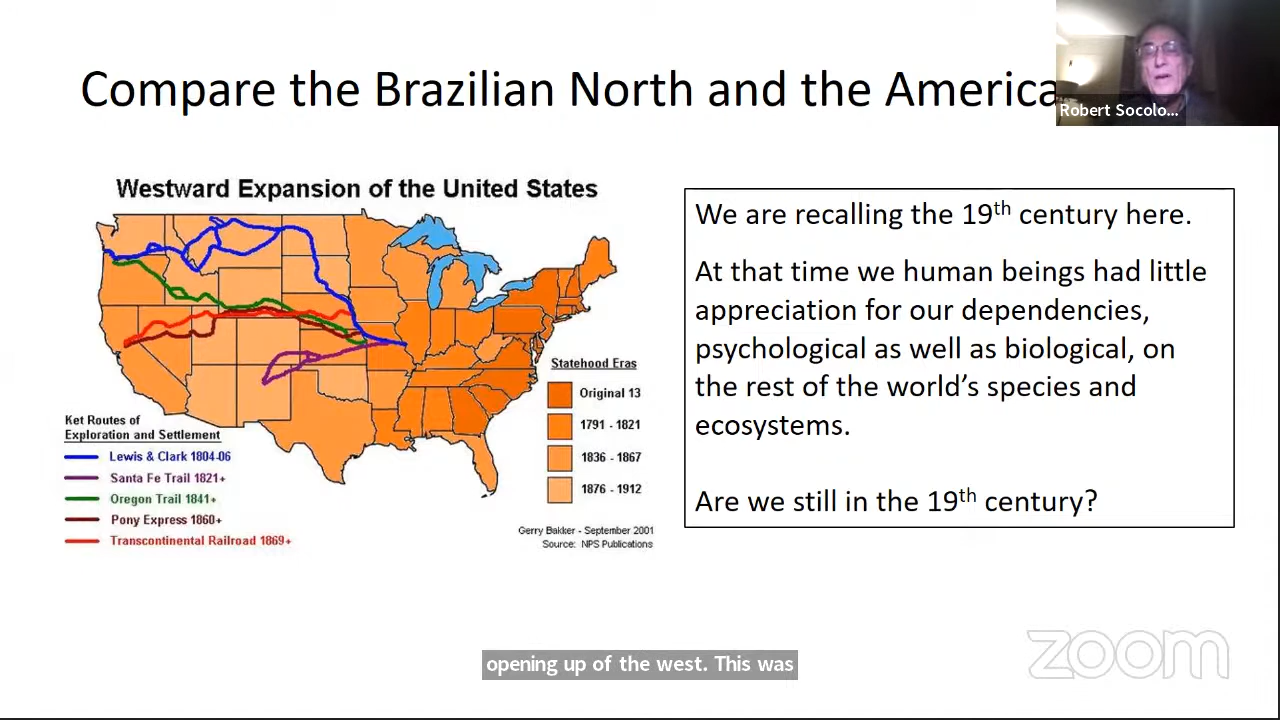 Compare the Brazilian North and the America
Robert Socolo...
Westward Expansion of the United States
Ket Routes of
Exploration and Settlement
Lewis & Clark 1804-06
Santa Fe Trail 1821+
Oregon Trail 1841+
Pony Express 1860+
Transcontinental Railroad 1869+
Statehood Eras
Original 13
1791 - 1821
1836 - 1867
1876 - 1912
Gerry Bakker - September 2001
Source: NPS Publications
We are recalling the 19th century here.
At that time we human beings had little
appreciation for our dependencies,
psychological as well as biological, on
the rest of the world’s species and
ecosystems.
Are we still in the 19th century?
opening up of the west. This was
zoom